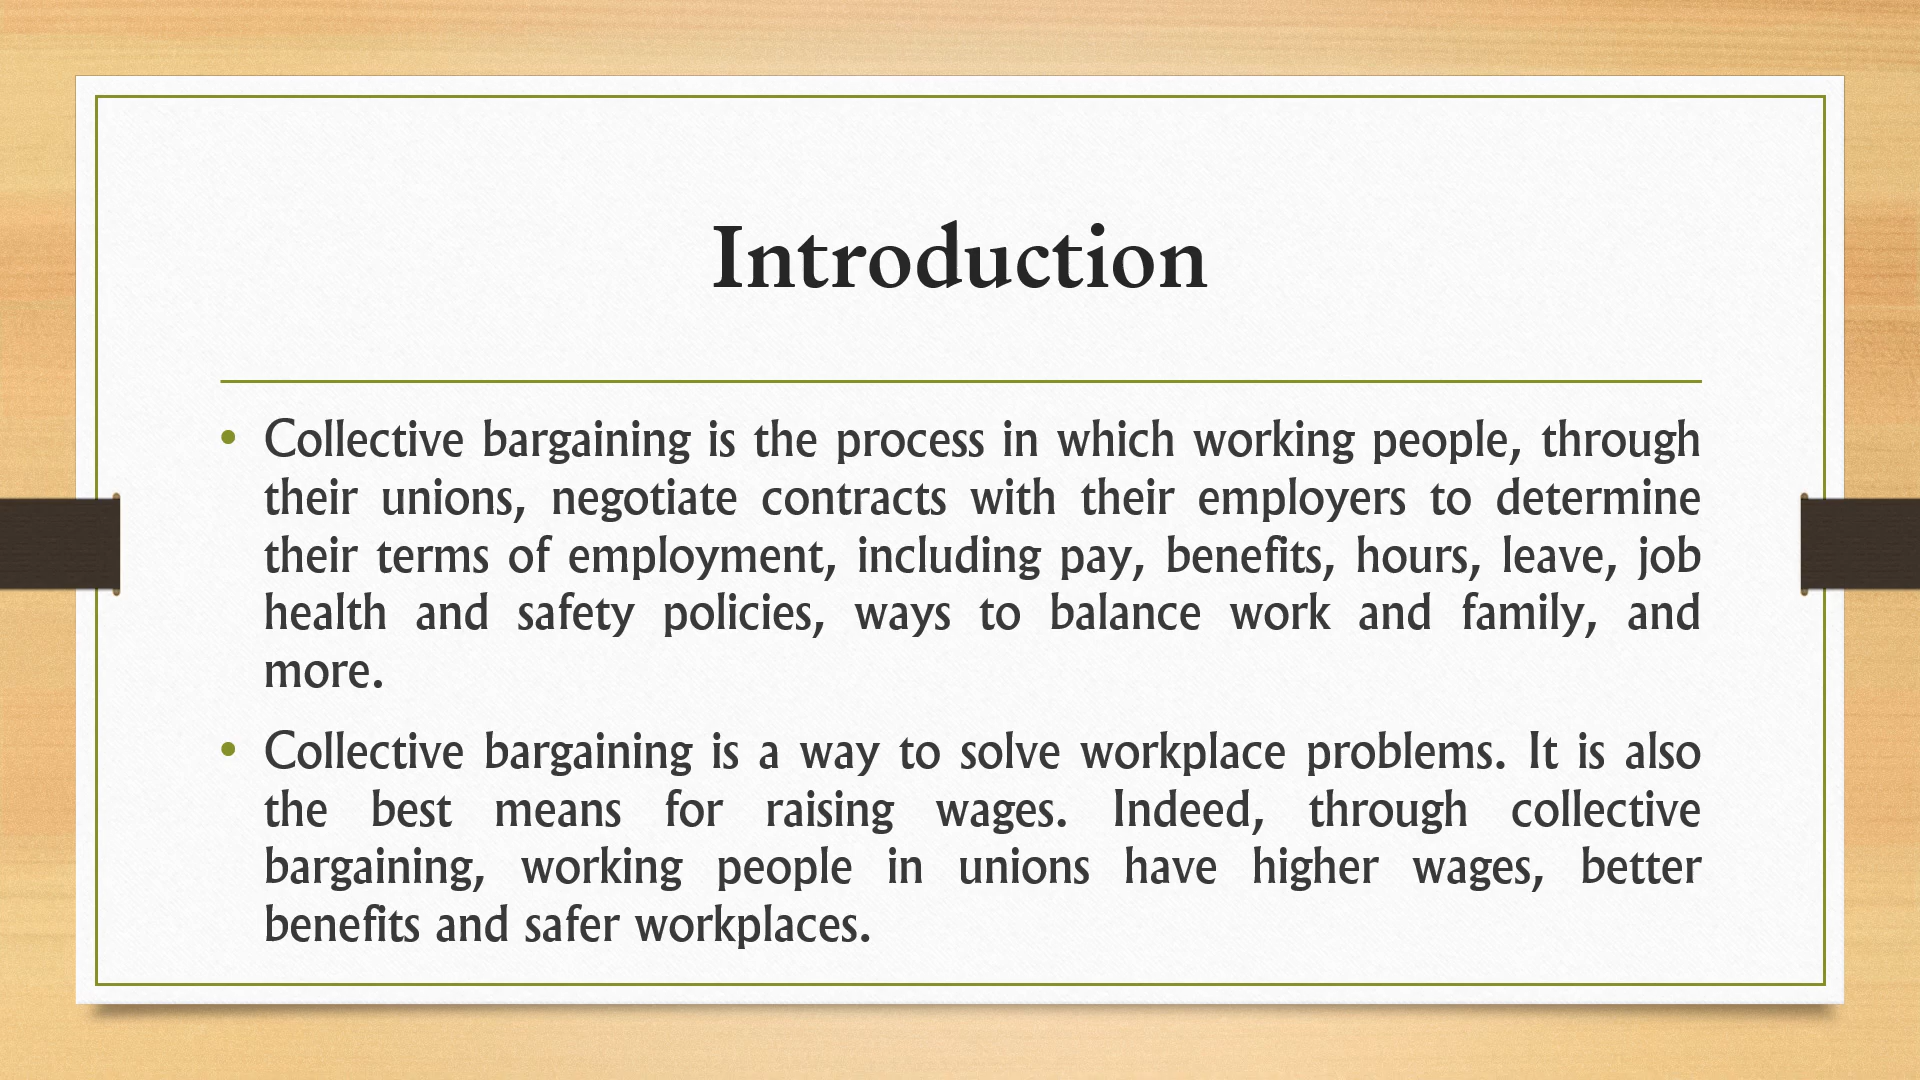 Introduction
• Collective bargaining is the process in which working people, through
their unions, negotiate contracts with their employers to determine
their terms of employment, including pay, benefits, hours, leave, job
health and safety policies, ways to balance work and family, and
more.
• Collective bargaining is a way to solve workplace problems. It is also
the best means for raising wages. Indeed, through collective
bargaining, working people in unions have higher wages, better
benefits and safer workplaces.